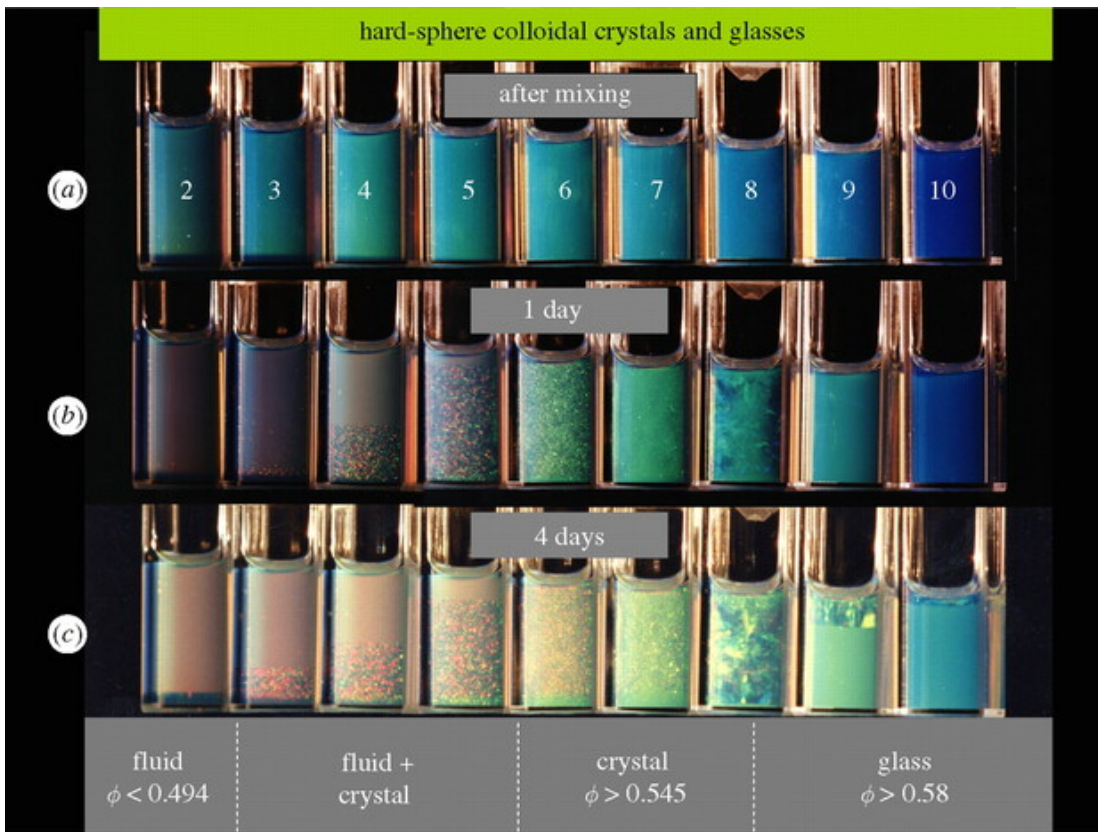 hard-sphere colloidal crystals and glasses
after mixing
(a)
2 3 4 5 6 7 8 9 10
1 day
(b)
4 days
(c)
fluid
ϕ < 0.494
fluid +
crystal
crystal
ϕ > 0.545
glass
ϕ > 0.58